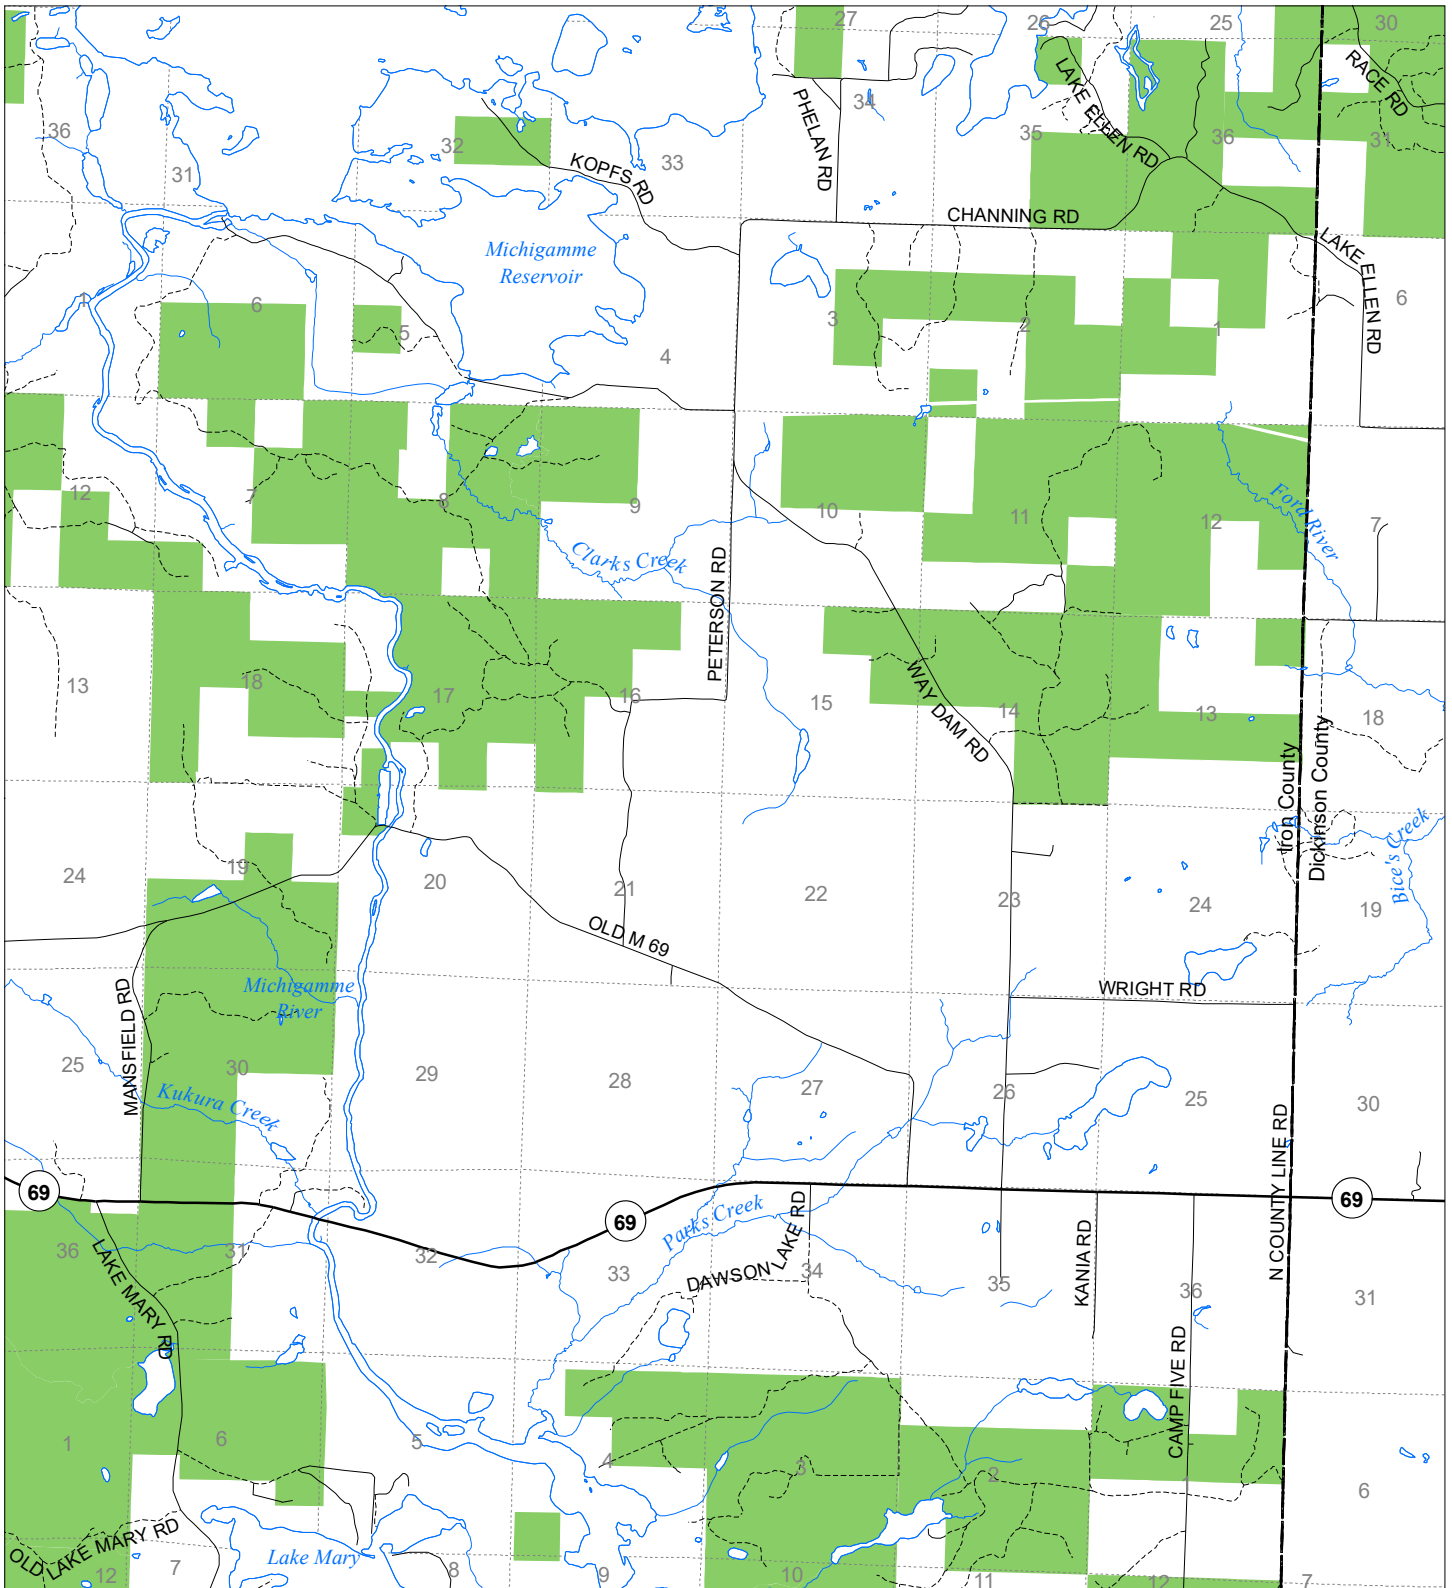 27
26
25
30
RACE RD
LAKE ELLEN RD
34
PHELAN RD
36
32
33
35
36
31
31
KOPFS RD
CHANNING RD
Michigamme
Reservoir
LAKE ELLEN RD
1
6
5
4
3
2
1
6
12
7
8
9
10
11
12
7
Ford River
Clarks Creek
PETERSON RD
13
18
17
16
15
14
13
18
WAY DAM RD
Iron County
Dickinson County
Bice's Creek
24
19
20
21
22
23
24
19
OLD M 69
WRIGHT RD
Michigamme
River
MANSFIELD RD
25
30
29
28
27
26
25
30
Kukura Creek
N COUNTY LINE RD
69
69
69
Parks Creek
DAWSON LAKE RD
KANIA RD
36
31
32
33
34
35
36
31
LAKE MARY RD
CAMP FIVE RD
1
6
5
4
3
2
1
6
OLD LAKE MARY RD
Lake Mary
12
7
8
9
10
11
12
7